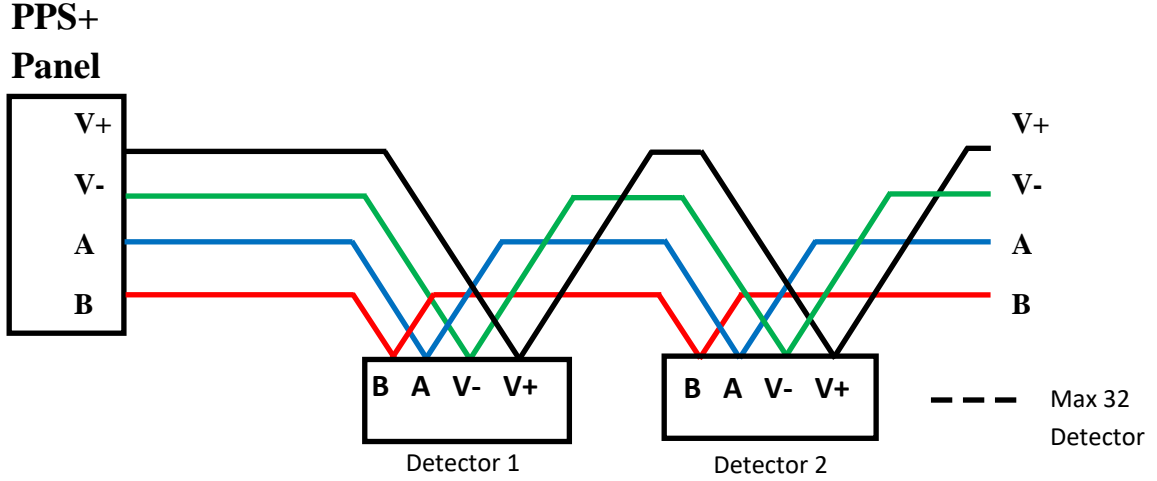 PPS+
Panel
V+
V-
A
B
V+
V-
A
B
B A V- V+
Detector 1
B A V- V+
Detector 2
Max 32
Detector